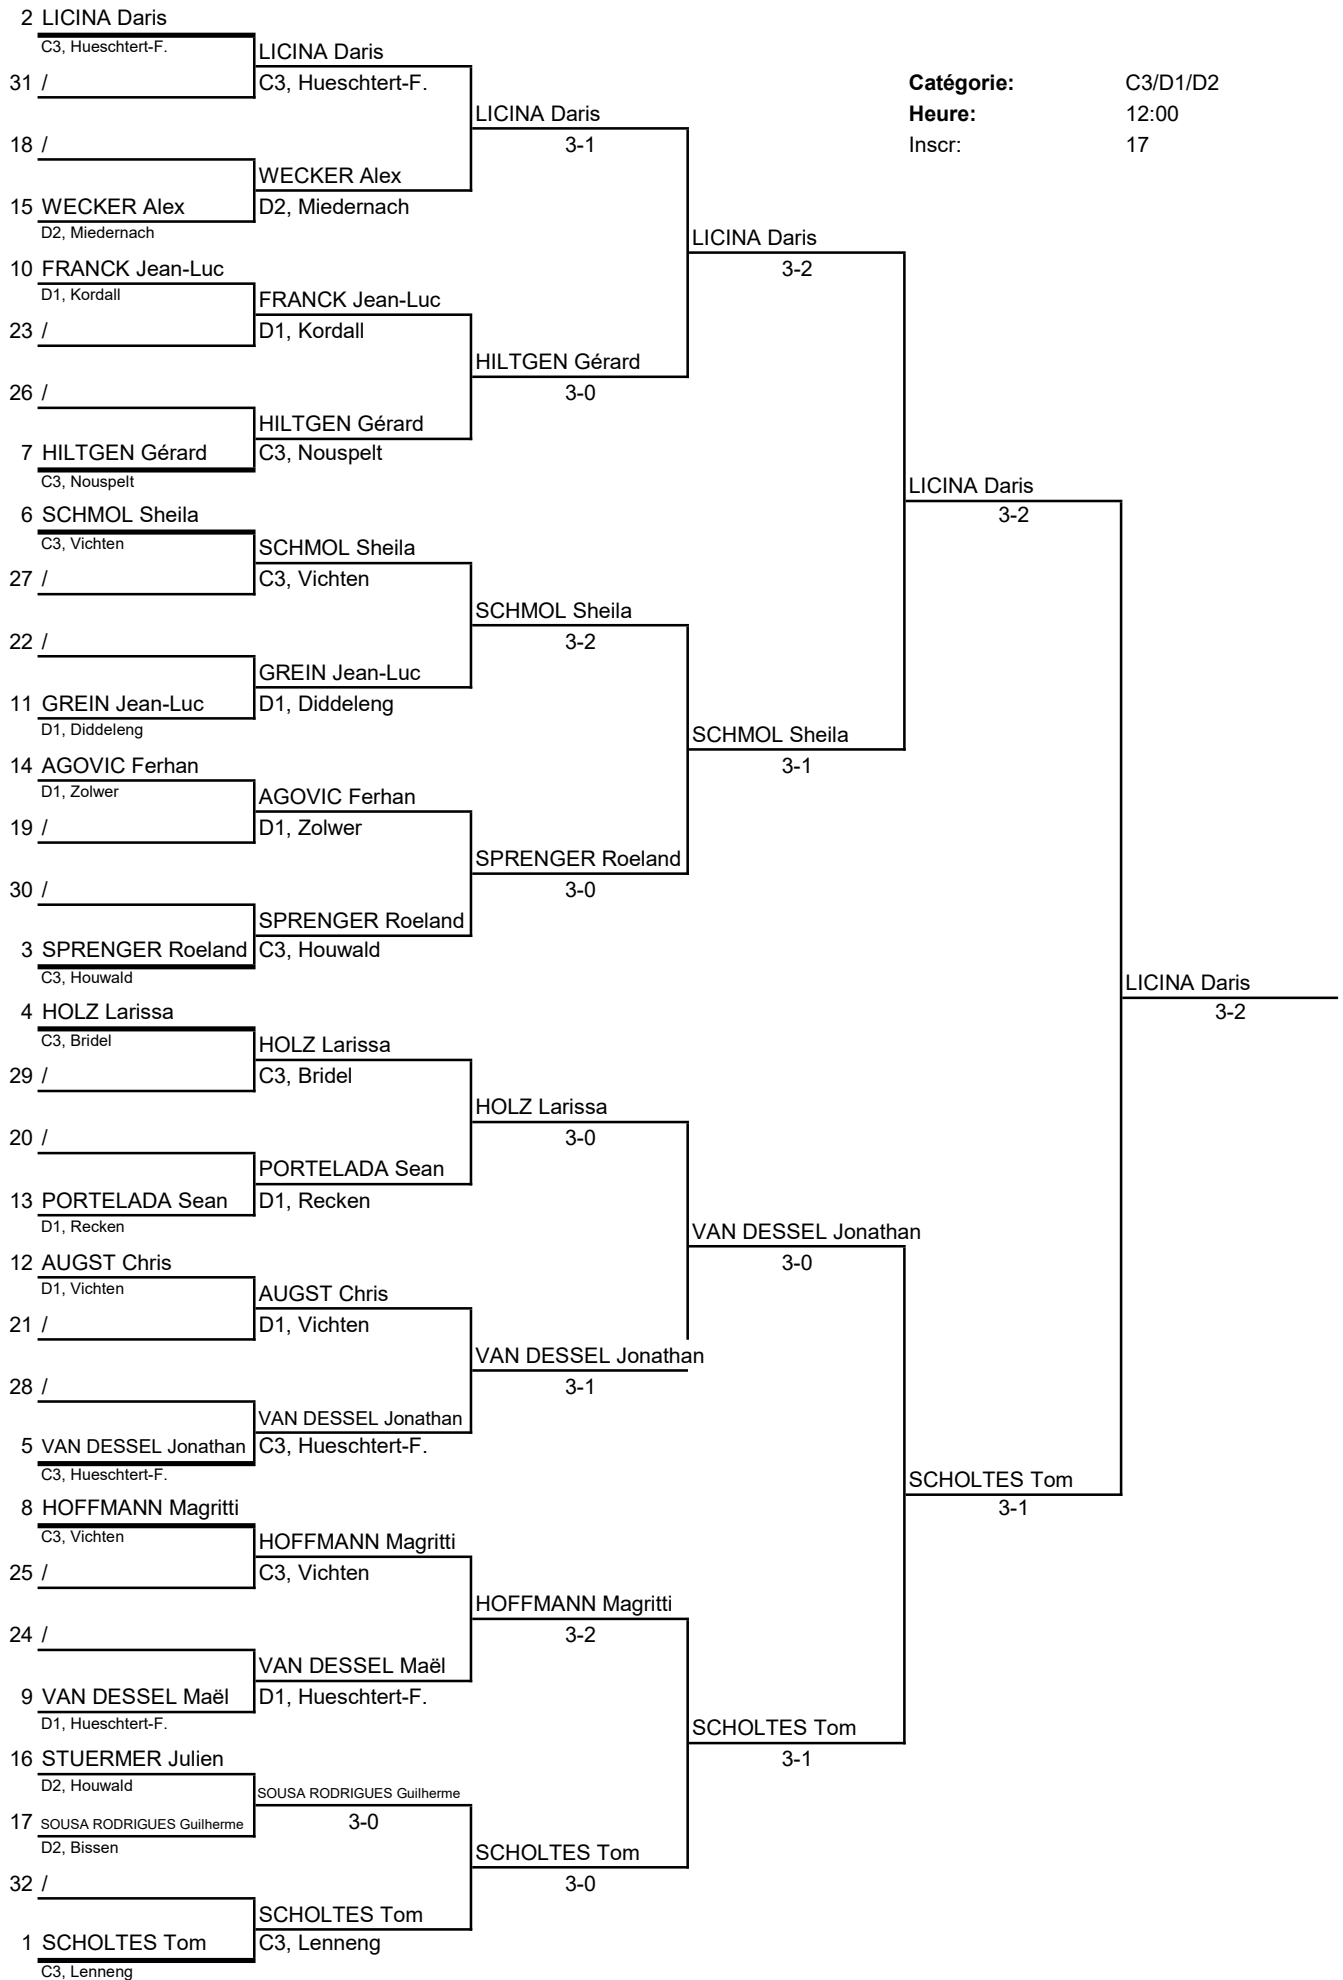 2 LICINA Daris
C3, Hueschtert-F.
LICINA Daris
31 /
C3, Hueschtert-F.
Catégorie: C3/D1/D2
LICINA Daris
Heure: 12:00
18 /
3-1
Inscr: 17
WECKER Alex
15 WECKER Alex
D2, Miedernach
D2, Miedernach
LICINA Daris
10 FRANCK Jean-Luc
3-2
D1, Kordall
FRANCK Jean-Luc
23 /
D1, Kordall
HILTGEN Gérard
26 /
3-0
HILTGEN Gérard
7 HILTGEN Gérard
C3, Nouspelt
C3, Nouspelt
LICINA Daris
6 SCHMOL Sheila
3-2
C3, Vichten
SCHMOL Sheila
27 /
C3, Vichten
SCHMOL Sheila
22 /
3-2
GREIN Jean-Luc
11 GREIN Jean-Luc
D1, Diddeleng
D1, Diddeleng
SCHMOL Sheila
14 AGOVIC Ferhan
3-1
D1, Zolwer
AGOVIC Ferhan
19 /
D1, Zolwer
SPRENGER Roeland
30 /
3-0
SPRENGER Roeland
3 SPRENGER Roeland
C3, Houwald
C3, Houwald
LICINA Daris
4 HOLZ Larissa
3-2
C3, Bridel
HOLZ Larissa
29 /
C3, Bridel
HOLZ Larissa
20 /
3-0
PORTELADA Sean
13 PORTELADA Sean
D1, Recken
D1, Recken
VAN DESSEL Jonathan
12 AUGST Chris
3-0
D1, Vichten
AUGST Chris
21 /
D1, Vichten
VAN DESSEL Jonathan
28 /
3-1
VAN DESSEL Jonathan
5 VAN DESSEL Jonathan
C3, Hueschtert-F.
C3, Hueschtert-F.
SCHOLTES Tom
8 HOFFMANN Magritti
3-1
C3, Vichten
HOFFMANN Magritti
25 /
C3, Vichten
HOFFMANN Magritti
24 /
3-2
VAN DESSEL Maël
9 VAN DESSEL Maël
D1, Hueschtert-F.
D1, Hueschtert-F.
SCHOLTES Tom
16 STUERMER Julien
3-1
D2, Houwald
SOUSA RODRIGUES Guilherme
17 SOUSA RODRIGUES Guilherme
3-0
D2, Bissen
SCHOLTES Tom
32 /
3-0
SCHOLTES Tom
1 SCHOLTES Tom
C3, Lenneng
C3, Lenneng